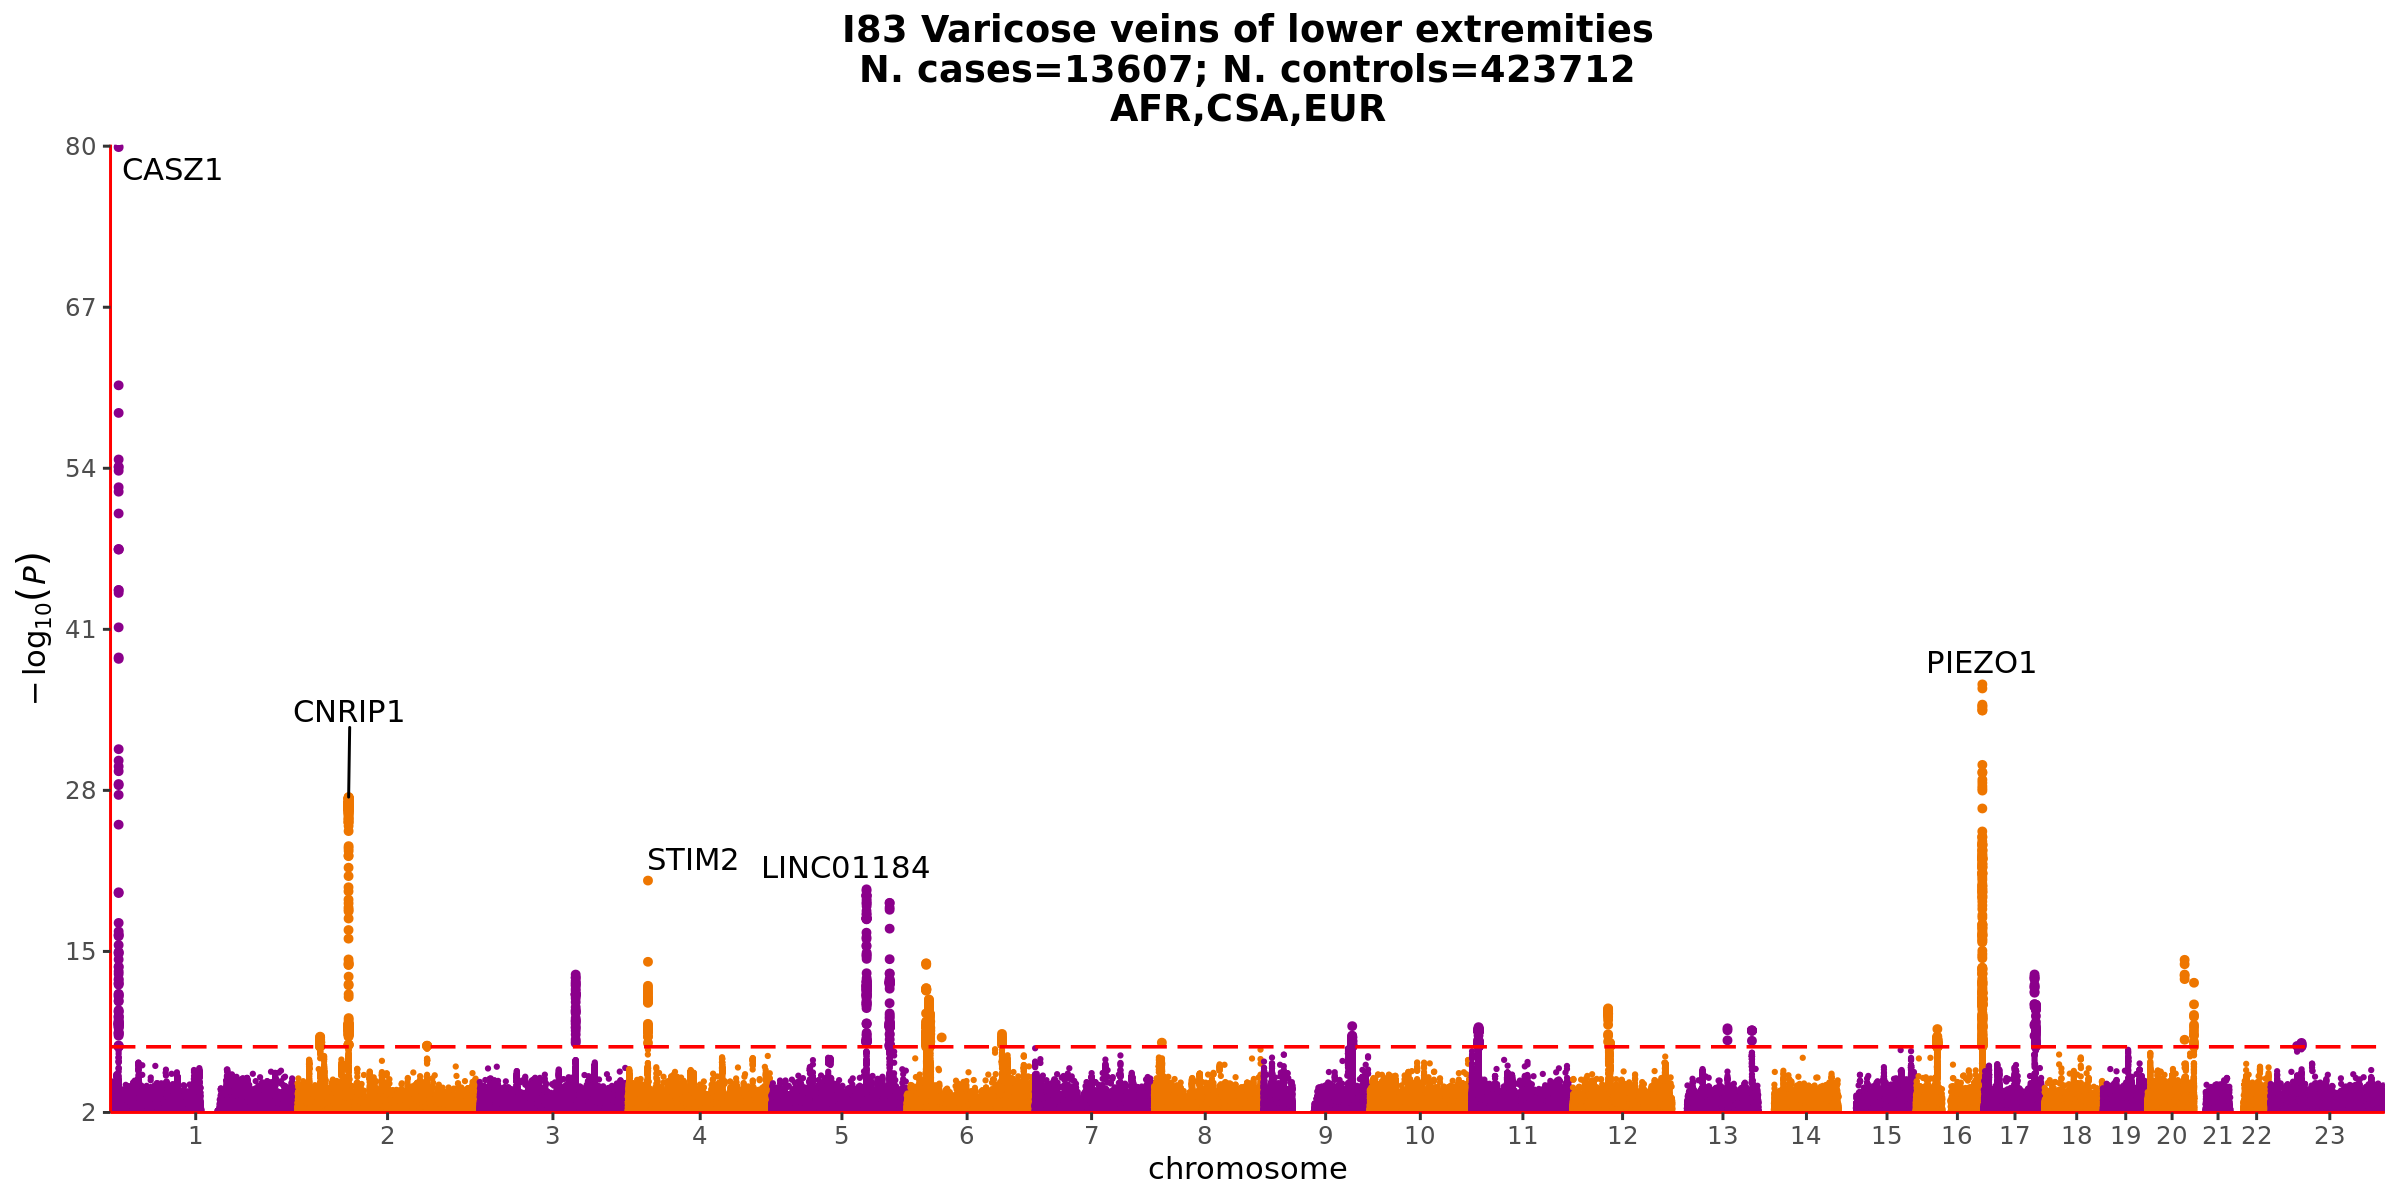 I83 Varicose veins of lower extremities
N. cases=13607; N. controls=423712
AFR,CSA,EUR
80
CASZ1
67
54
− log10(P)
41
PIEZO1
CNRIP1
28
STIM2
LINC01184
15
2
1 2 3 4 5 6 7 8 9 10 11 12 13 14 15 16 17 18 19 20 21 22 23
chromosome